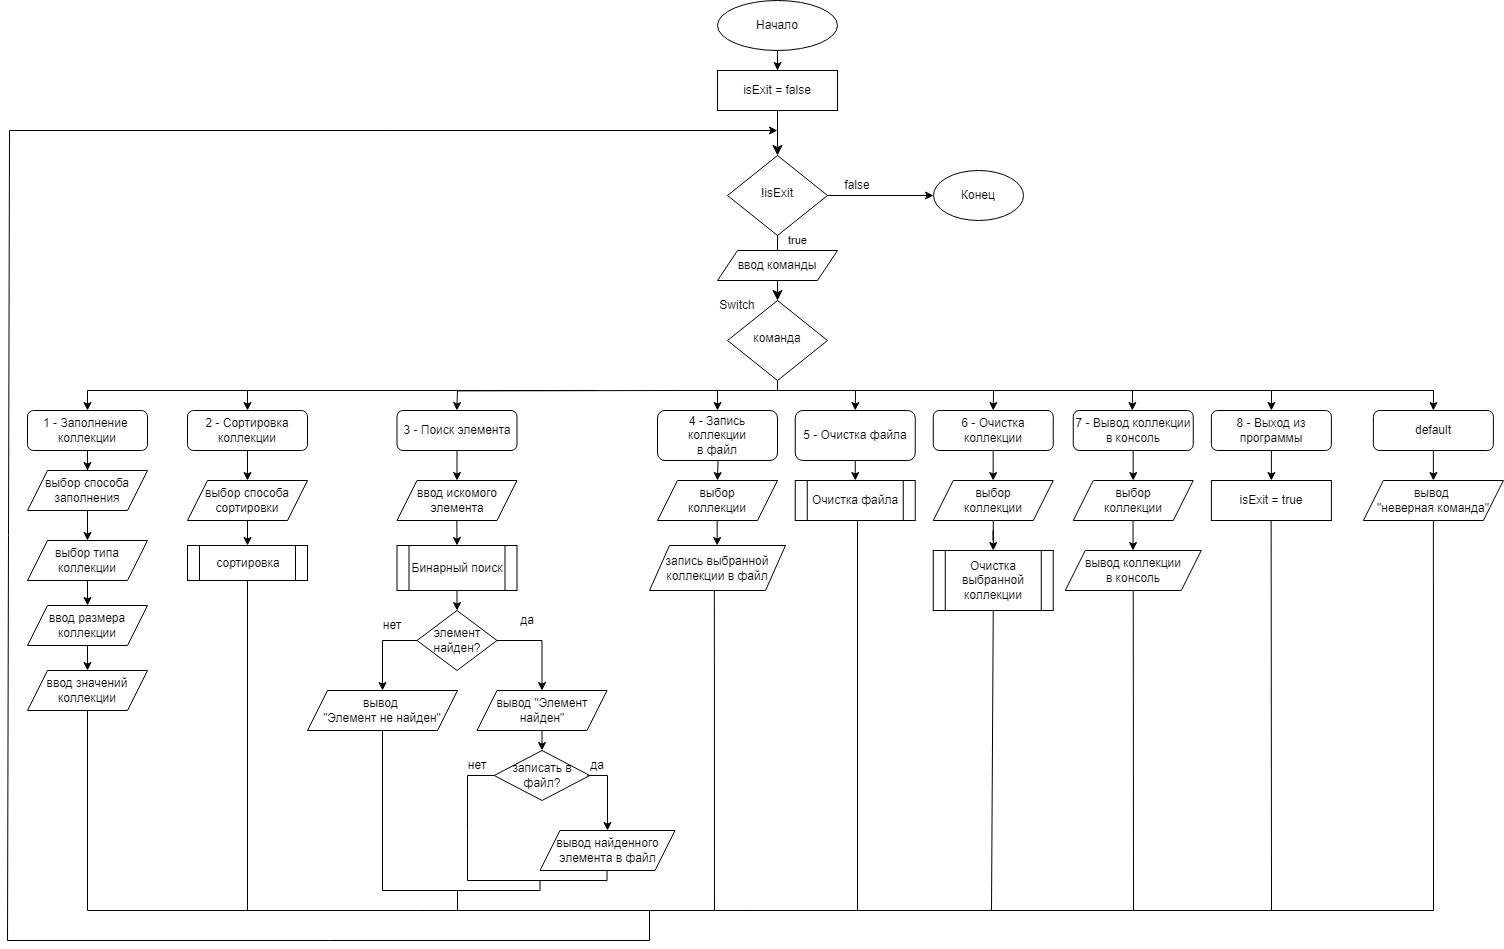 Начало
isExit = false
!isExit
false
Конец
true
ввод команды
Switch
команда
1 - Заполнение
коллекции
выбор способа
заполнения
выбор типа
коллекции
ввод размера
коллекции
ввод значений
коллекции
2 - Сортировка
коллекции
выбор способа
сортировки
сортировка
3 - Поиск элемента
ввод искомого
элемента
Бинарный поиск
элемент
найден?
нет
да
вывод
"Элемент не найден"
вывод "Элемент
найден"
записать в
файл?
нет
да
вывод найденного
элемента в файл
4 - Запись
коллекции
в файл
выбор
коллекции
запись выбранной
коллекции в файл
5 - Очистка файла
Очистка файла
6 - Очистка
коллекции
выбор
коллекции
Очистка
выбранной
коллекции
7 - Вывод коллекции
в консоль
выбор
коллекции
вывод коллекции
в консоль
8 - Выход из
программы
isExit = true
default
вывод
"неверная команда"